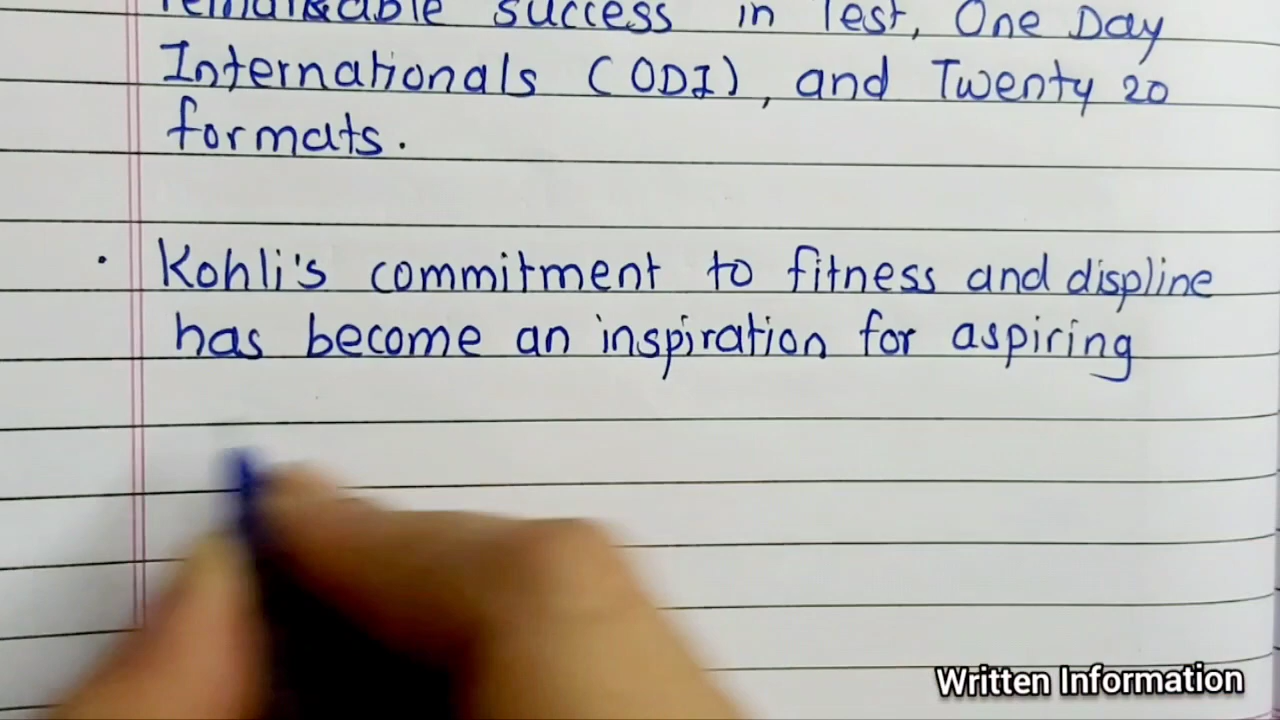 remarkable success in Test, One Day
Internationals (ODI), and Twenty 20
formats.
· Kohli's commitment to fitness and displine
has become an inspiration for aspiring
Written Information